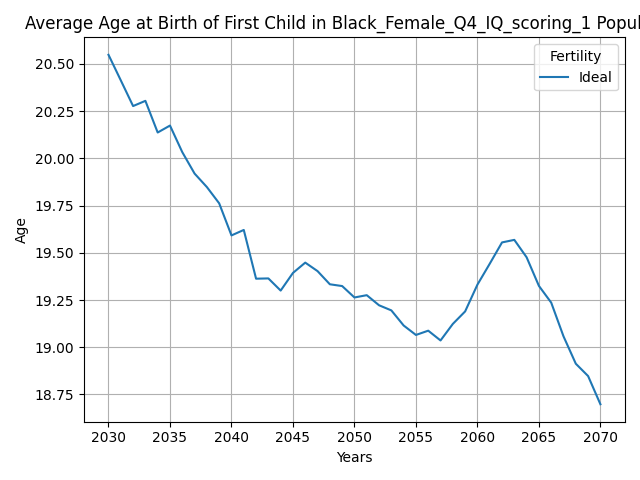 Average Age at Birth of First Child in Black_Female_Q4_IQ_scoring_1 Popul
Fertility
Ideal
20.50
20.25
20.00
19.75
19.50
19.25
19.00
18.75
Age
2030 2035 2040 2045 2050 2055 2060 2065 2070
Years